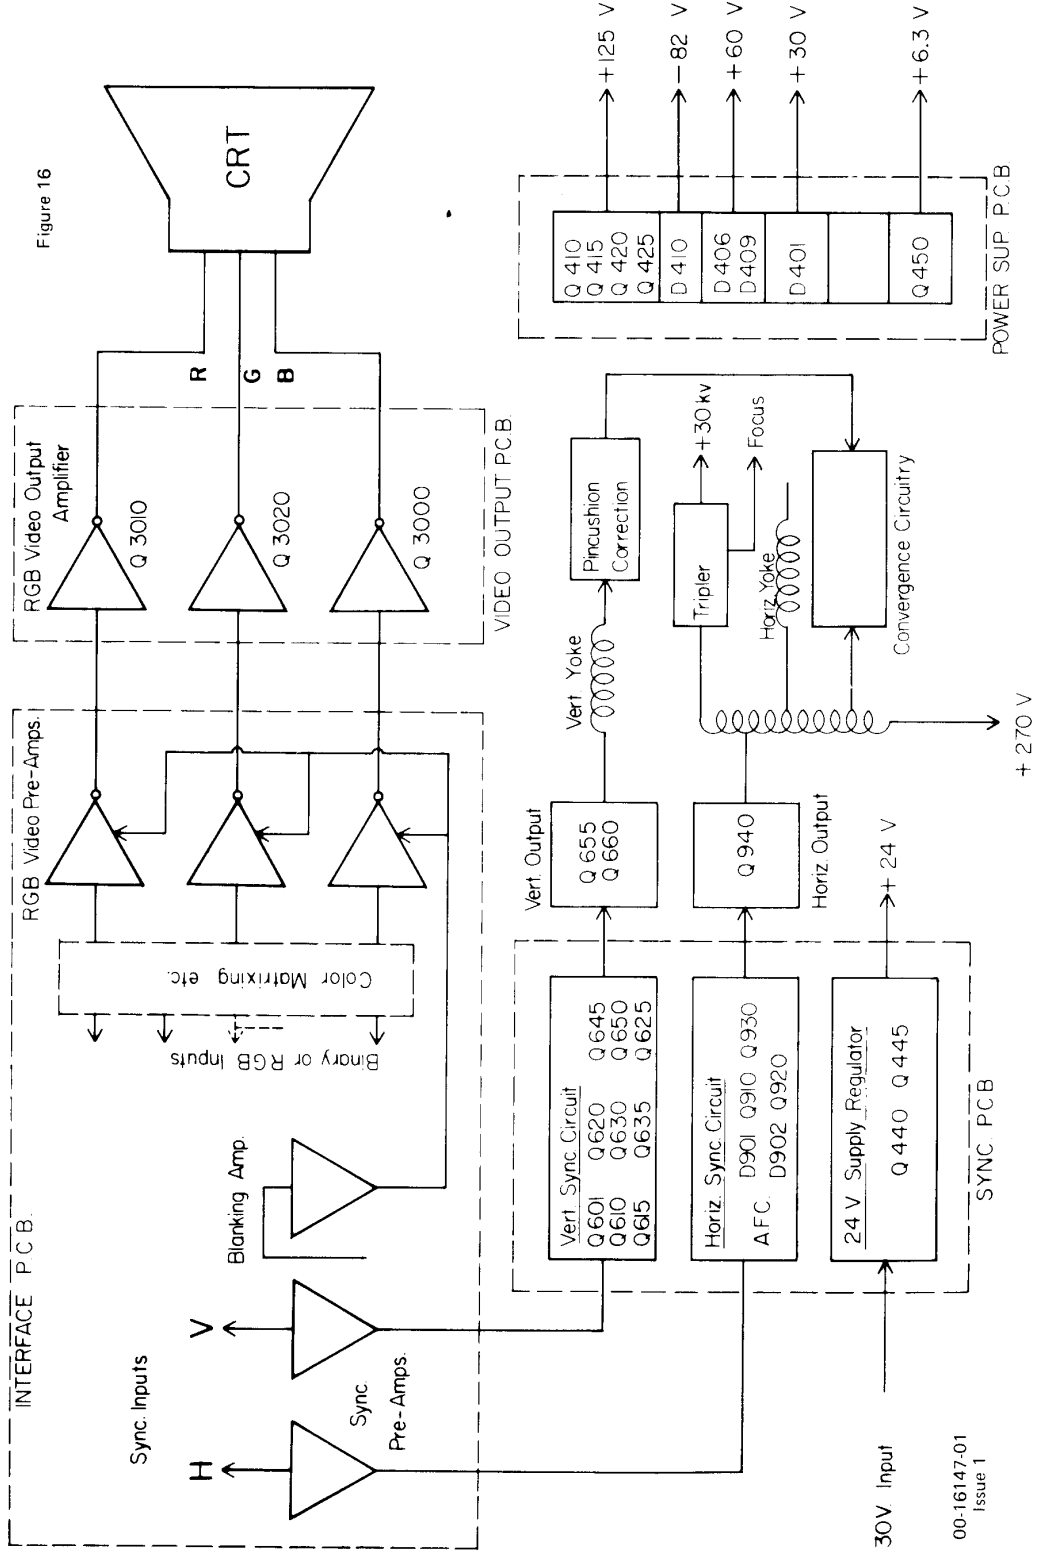 Figure 16
INTERFACE P.C.B.
Sync. Inputs
H
V
Sync.
Pre-Amps.
Blanking Amp.
Binary or RGB Inputs
Color Matrixing etc.
RGB Video Pre-Amps.
RGB Video Output
Amplifier
Q 3010
Q 3020
Q 3000
VIDEO OUTPUT P.C.B.
R
G
B
CRT
Vert Sync Circuit
Q601 Q620 Q645
Q610 Q630 Q650
Q615 Q635 Q625
Horiz. Sync Circuit
AFC. D901 Q910 Q930
D902 Q920
24 V Supply Regulator
Q 440 Q 445
SYNC. PCB
30V. Input
+ 24 V
Vert. Output
Q 655
Q 660
Horiz. Output
Q 940
Vert Yoke
Pincushion
Correction
Tripler
+30 kv
Focus
Horiz. Yoke
Convergence Circuitry
+ 270 V
Q 410
Q 415
Q 420
Q 425
D 410
D 406
D 409
D 401
Q 450
+125 V
-82 V
+60 V
+30 V
+6.3 V
POWER SUP. P.C.B
00-16147-01
Issue 1